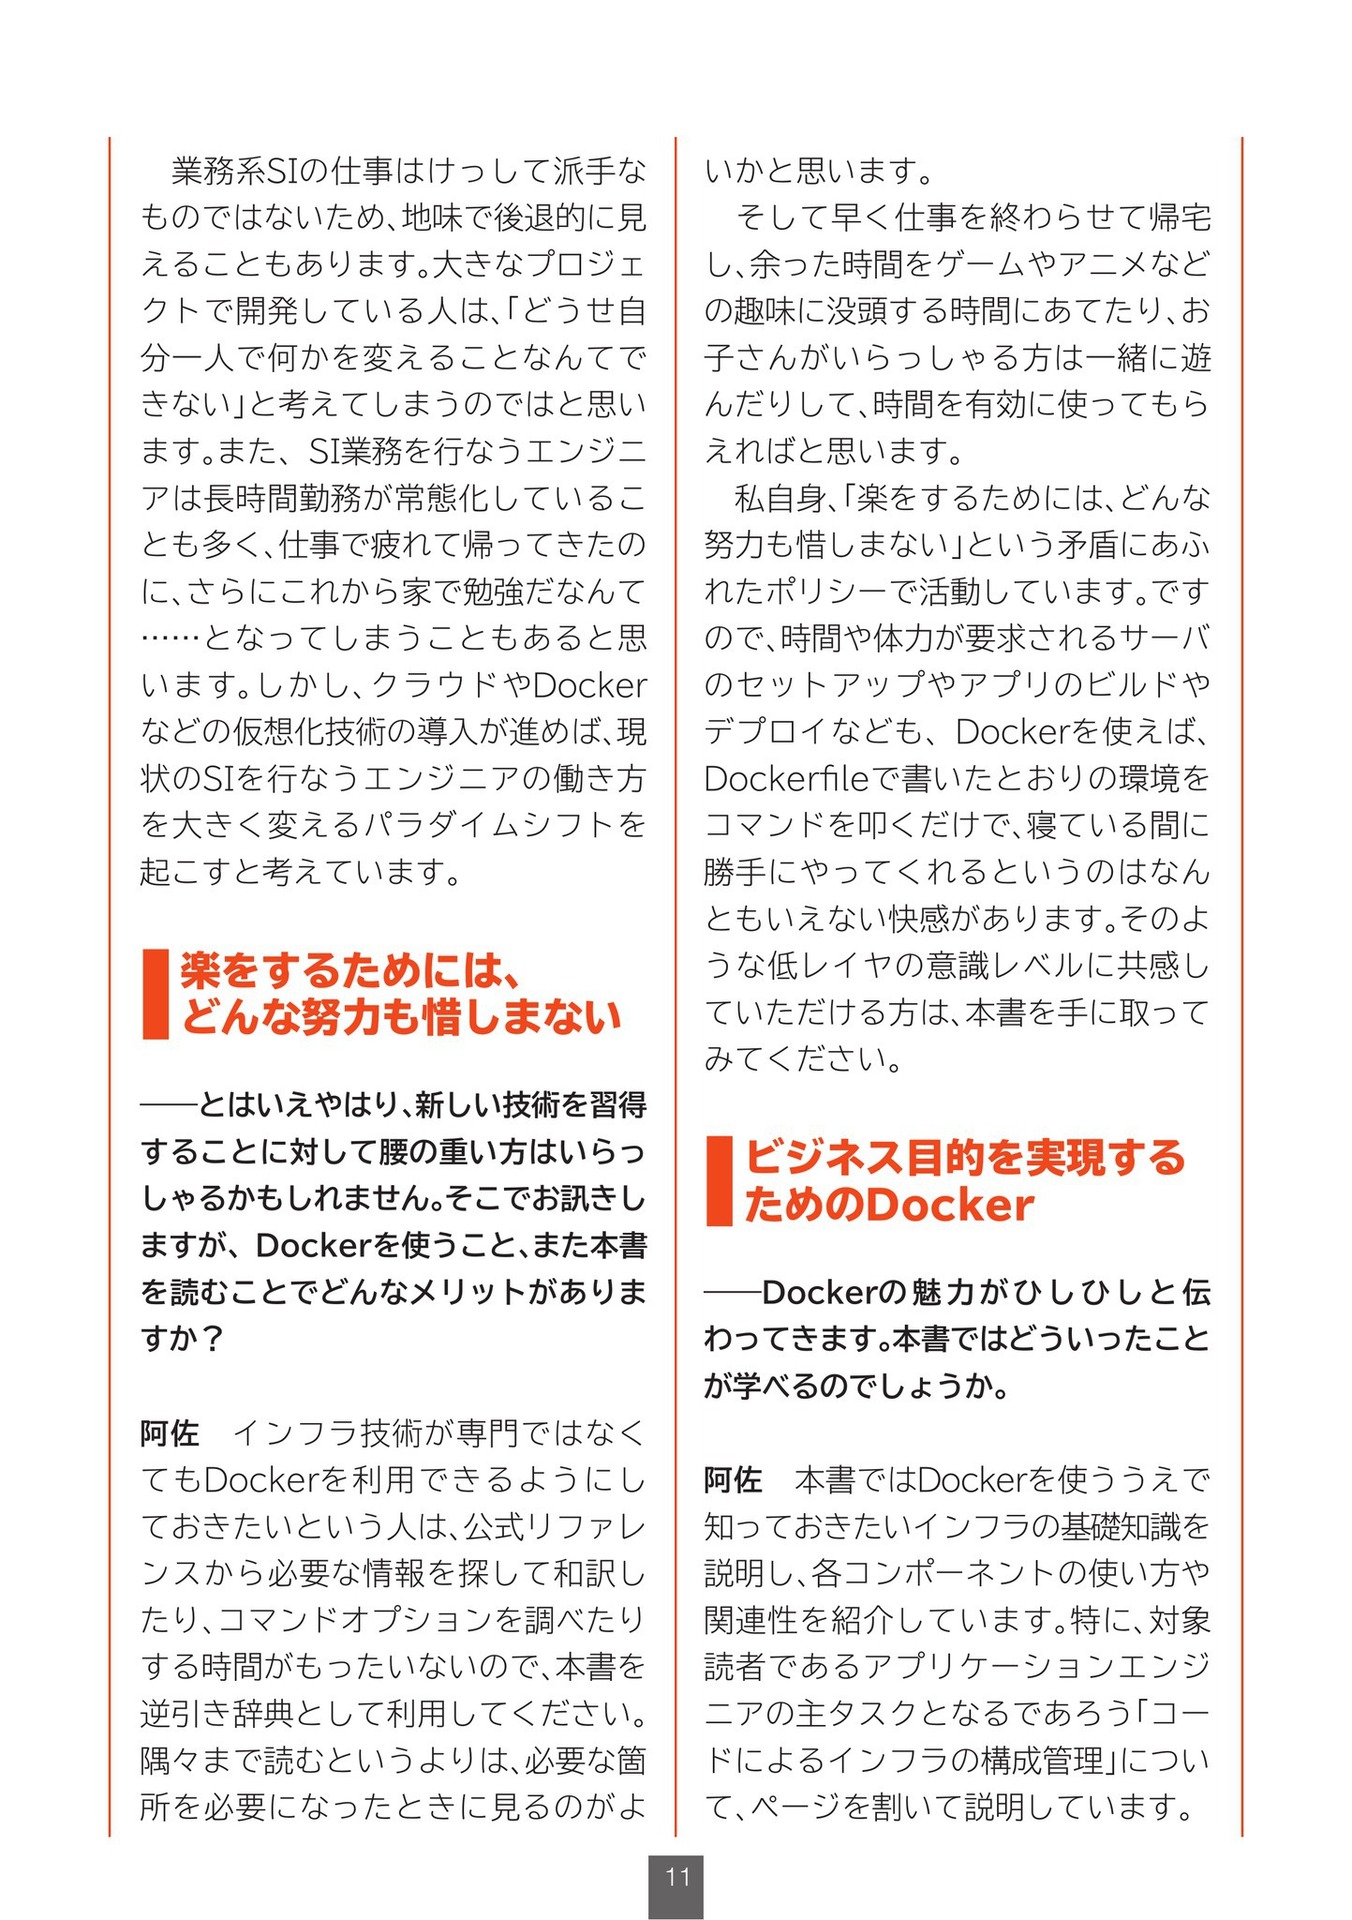 業務系SIの仕事はけっして派手な
ものではないため、地味で後退的に見
えることもあります。大きなプロジェ
クトで開発している人は、「どうせ自
分一人で何かを変えることなんてで
きない」と考えてしまうのではと思い
ます。また、SI業務を行なうエンジニ
アは長時間勤務が常態化しているこ
とも多く、仕事で疲れて帰ってきたの
に、さらにこれから家で勉強だなんて
……となってしまうこともあると思
います。しかし、クラウドやDocker
などの仮想化技術の導入が進めば、現
状のSIを行なうエンジニアの働き方
を大きく変えるパラダイムシフトを
起こすと考えています。
楽をするためには、
どんな努力も惜しまない
――とはいえやはり、新しい技術を習得
することに対して腰の重い方はいらっ
しゃるかもしれません。そこでお訊きし
ますが、Dockerを使うこと、また本書
を読むことでどんなメリットがありま
すか？
阿佐　インフラ技術が専門ではなく
てもDockerを利用できるようにし
ておきたいという人は、公式リファレ
ンスから必要な情報を探して和訳し
たり、コマンドオプションを調べたり
する時間がもったいないので、本書を
逆引き辞典として利用してください。
隅々まで読むというよりは、必要な箇
所を必要になったときに見るのがよ
いかと思います。
そして早く仕事を終わらせて帰宅
し、余った時間をゲームやアニメなど
の趣味に没頭する時間にあてたり、お
子さんがいらっしゃる方は一緒に遊
んだりして、時間を有効に使ってもら
えればと思います。
私自身、「楽をするためには、どんな
努力も惜しまない」という矛盾にあふ
れたポリシーで活動しています。です
ので、時間や体力が要求されるサーバ
のセットアップやアプリのビルドや
デプロイなども、Dockerを使えば、
Dockerfileで書いたとおりの環境を
コマンドを叩くだけで、寝ている間に
勝手にやってくれるというのはなん
ともいえない快感があります。そのよ
うな低レイヤの意識レベルに共感し
ていただける方は、本書を手に取って
みてください。
ビジネス目的を実現する
ためのDocker
――Dockerの魅力がひしひしと伝
わってきます。本書ではどういったこと
が学べるのでしょうか。
阿佐　本書ではDockerを使ううえで
知っておきたいインフラの基礎知識を
説明し、各コンポーネントの使い方や
関連性を紹介しています。特に、対象
読者であるアプリケーションエンジ
ニアの主タスクとなるであろう「コー
ドによるインフラの構成管理」につい
て、ページを割いて説明しています。
11